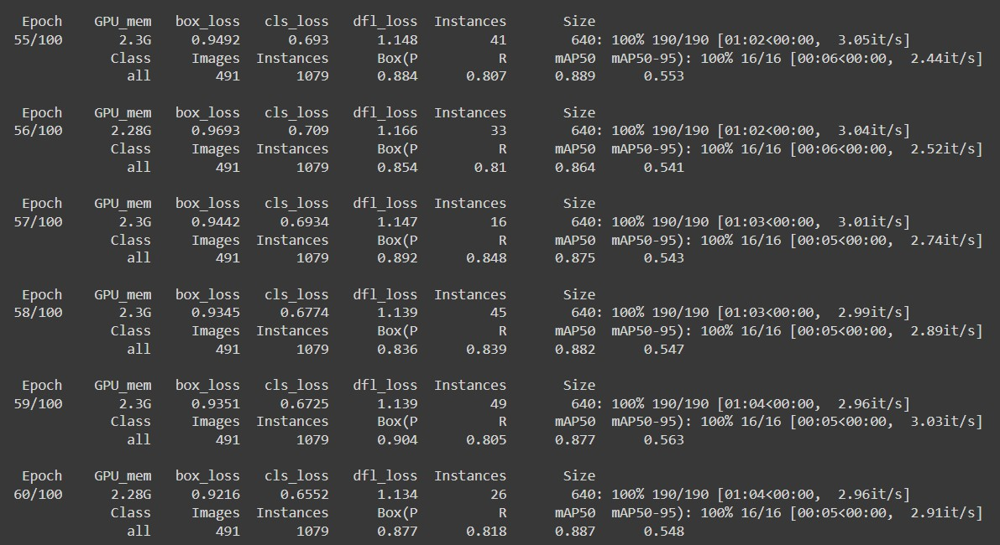 Epoch GPU_mem box_loss cls_loss dfl_loss Instances Size
55/100 2.3G 0.9492 0.693 1.148 41 640: 100% 190/190 [01:02<00:00, 3.05it/s]
Class Images Instances Box(P R mAP50 mAP50-95): 100% 16/16 [00:06<00:00, 2.44it/s]
all 491 1079 0.884 0.807 0.889 0.553
Epoch GPU_mem box_loss cls_loss dfl_loss Instances Size
56/100 2.28G 0.9693 0.709 1.166 33 640: 100% 190/190 [01:02<00:00, 3.04it/s]
Class Images Instances Box(P R mAP50 mAP50-95): 100% 16/16 [00:06<00:00, 2.52it/s]
all 491 1079 0.854 0.81 0.864 0.541
Epoch GPU_mem box_loss cls_loss dfl_loss Instances Size
57/100 2.3G 0.9442 0.6934 1.147 16 640: 100% 190/190 [01:03<00:00, 3.01it/s]
Class Images Instances Box(P R mAP50 mAP50-95): 100% 16/16 [00:05<00:00, 2.74it/s]
all 491 1079 0.892 0.848 0.875 0.543
Epoch GPU_mem box_loss cls_loss dfl_loss Instances Size
58/100 2.3G 0.9345 0.6774 1.139 45 640: 100% 190/190 [01:03<00:00, 2.99it/s]
Class Images Instances Box(P R mAP50 mAP50-95): 100% 16/16 [00:05<00:00, 2.89it/s]
all 491 1079 0.836 0.839 0.882 0.547
Epoch GPU_mem box_loss cls_loss dfl_loss Instances Size
59/100 2.3G 0.9351 0.6725 1.139 49 640: 100% 190/190 [01:04<00:00, 2.96it/s]
Class Images Instances Box(P R mAP50 mAP50-95): 100% 16/16 [00:05<00:00, 3.03it/s]
all 491 1079 0.904 0.805 0.877 0.563
Epoch GPU_mem box_loss cls_loss dfl_loss Instances Size
60/100 2.28G 0.9216 0.6552 1.134 26 640: 100% 190/190 [01:04<00:00, 2.96it/s]
Class Images Instances Box(P R mAP50 mAP50-95): 100% 16/16 [00:05<00:00, 2.91it/s]
all 491 1079 0.877 0.818 0.887 0.548